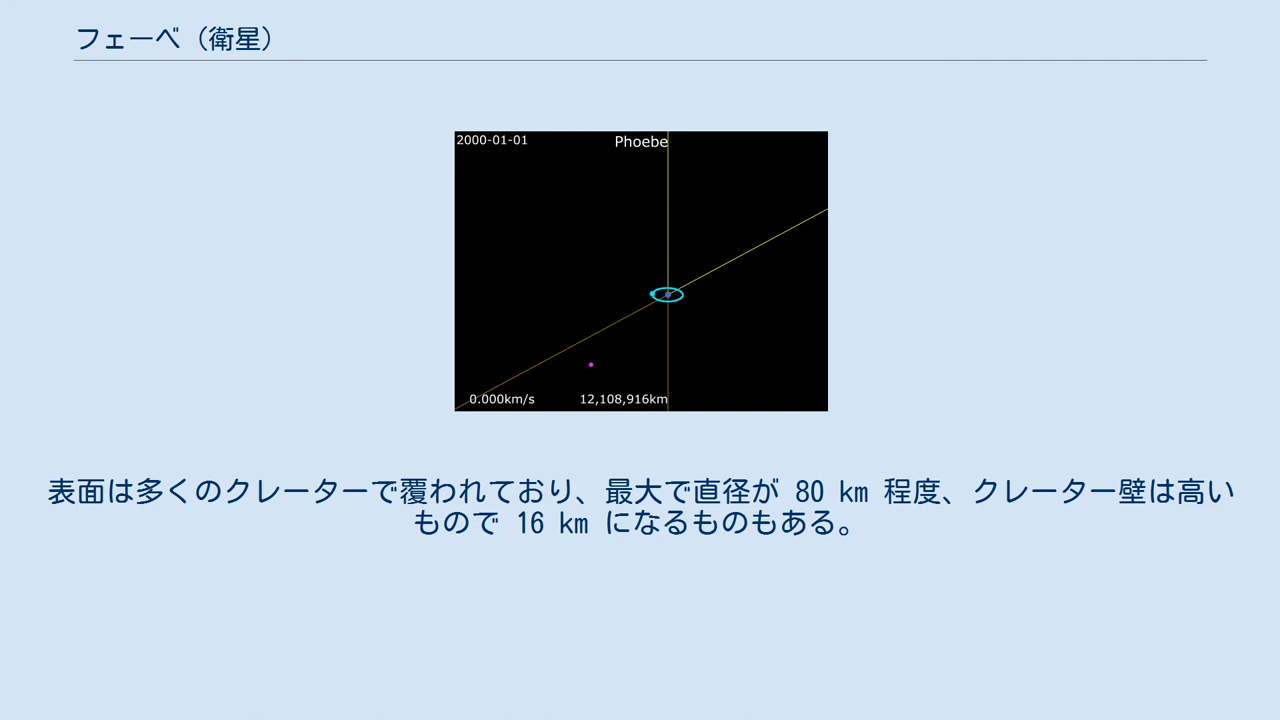 フェーベ（衛星）
2000-01-01
Phoebe
0.000km/s
12,108,916km
表面は多くのクレーターで覆われており、最大で直径が 80 km 程度、クレーター壁は高い
もので 16 km になるものもある。